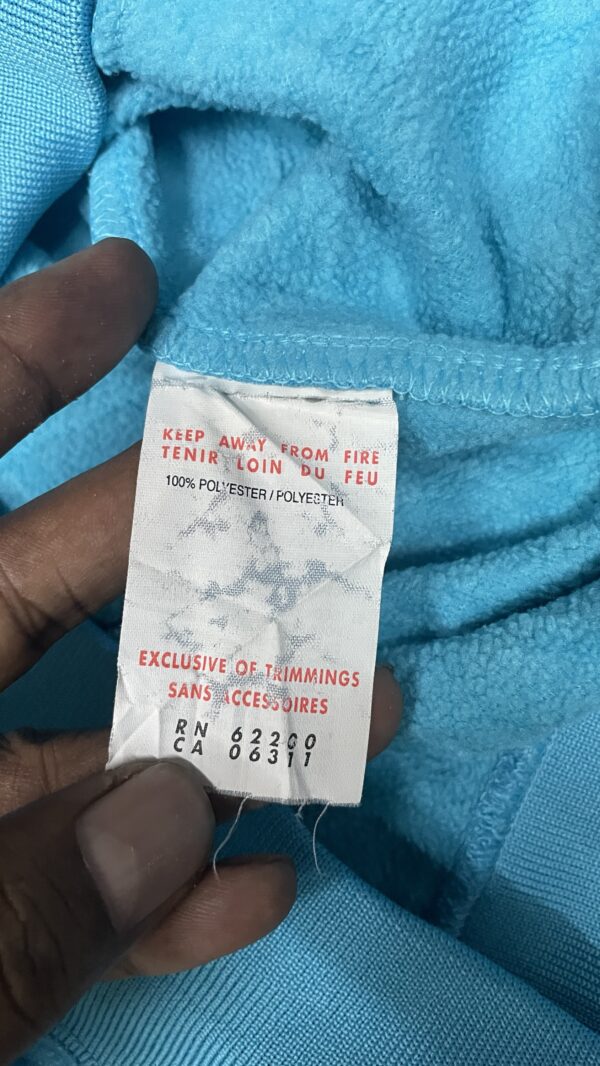 KEEP AWAY FROM FIRE
TENIR LOIN DU FEU
100% POLYESTER / POLYESTER
EXCLUSIVE OF TRIMMINGS
SANS ACCESSOIRES
RN 62200
CA 06311